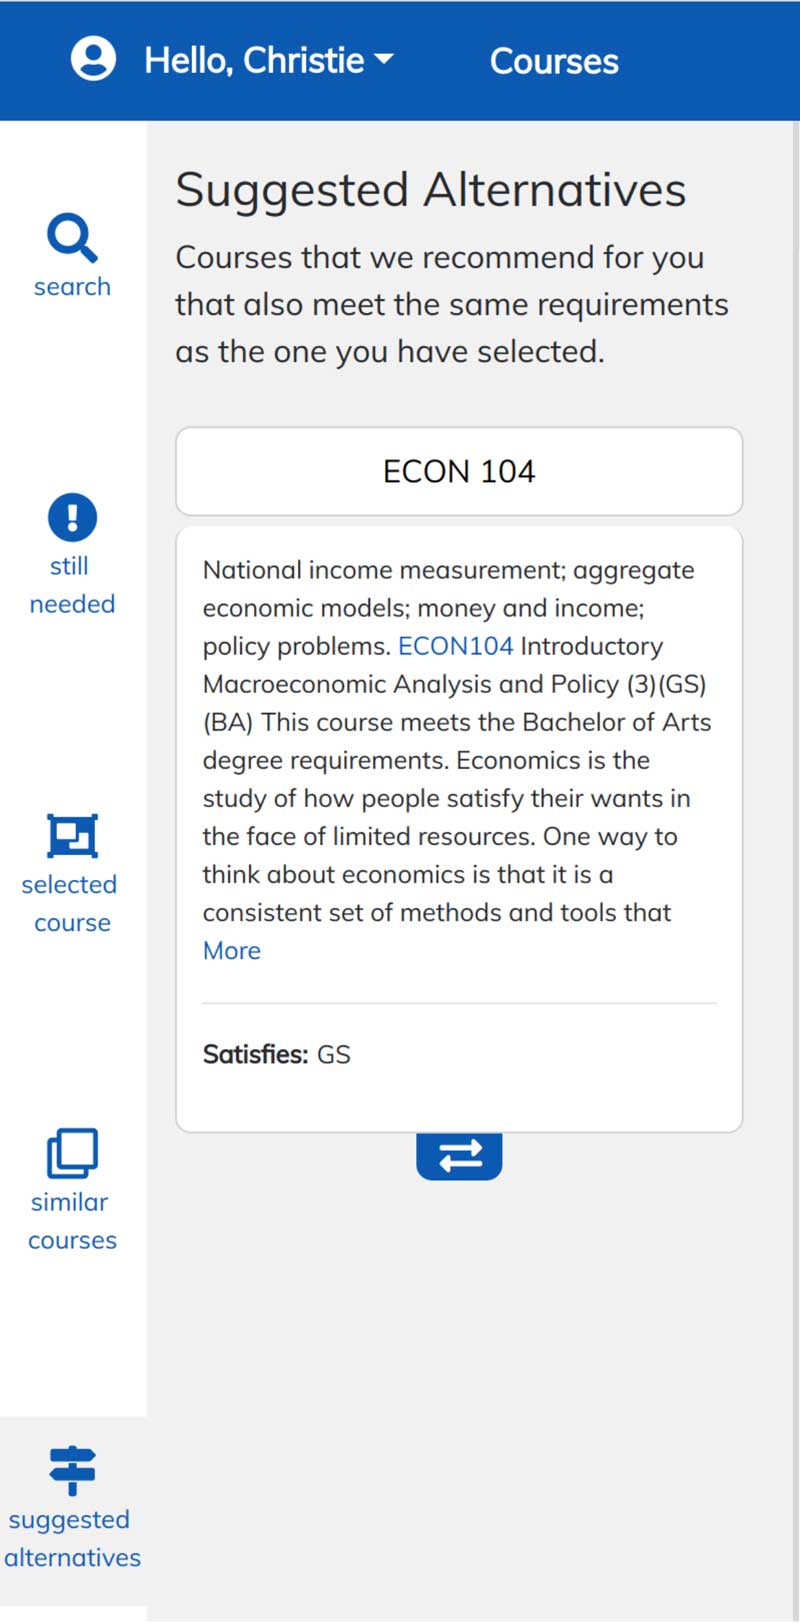 Hello, Christie
Courses
search
still
needed
selected
course
similar
courses
suggested
alternatives
Suggested Alternatives
Courses that we recommend for you
that also meet the same requirements
as the one you have selected.
ECON 104
National income measurement; aggregate
economic models; money and income;
policy problems. ECON104 Introductory
Macroeconomic Analysis and Policy (3)(GS)
(BA) This course meets the Bachelor of Arts
degree requirements. Economics is the
study of how people satisfy their wants in
the face of limited resources. One way to
think about economics is that it is a
consistent set of methods and tools that
More
Satisfies: GS